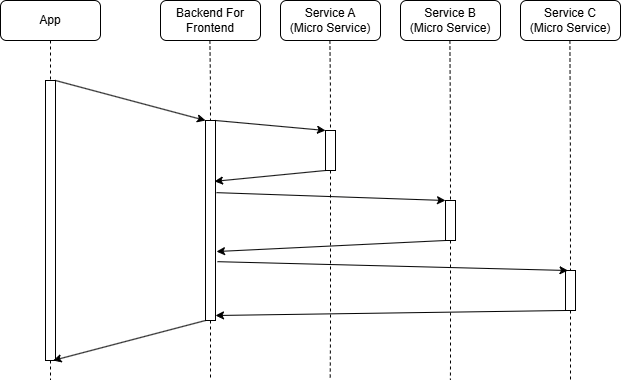 App
Backend For
Frontend
Service A
(Micro Service)
Service B
(Micro Service)
Service C
(Micro Service)